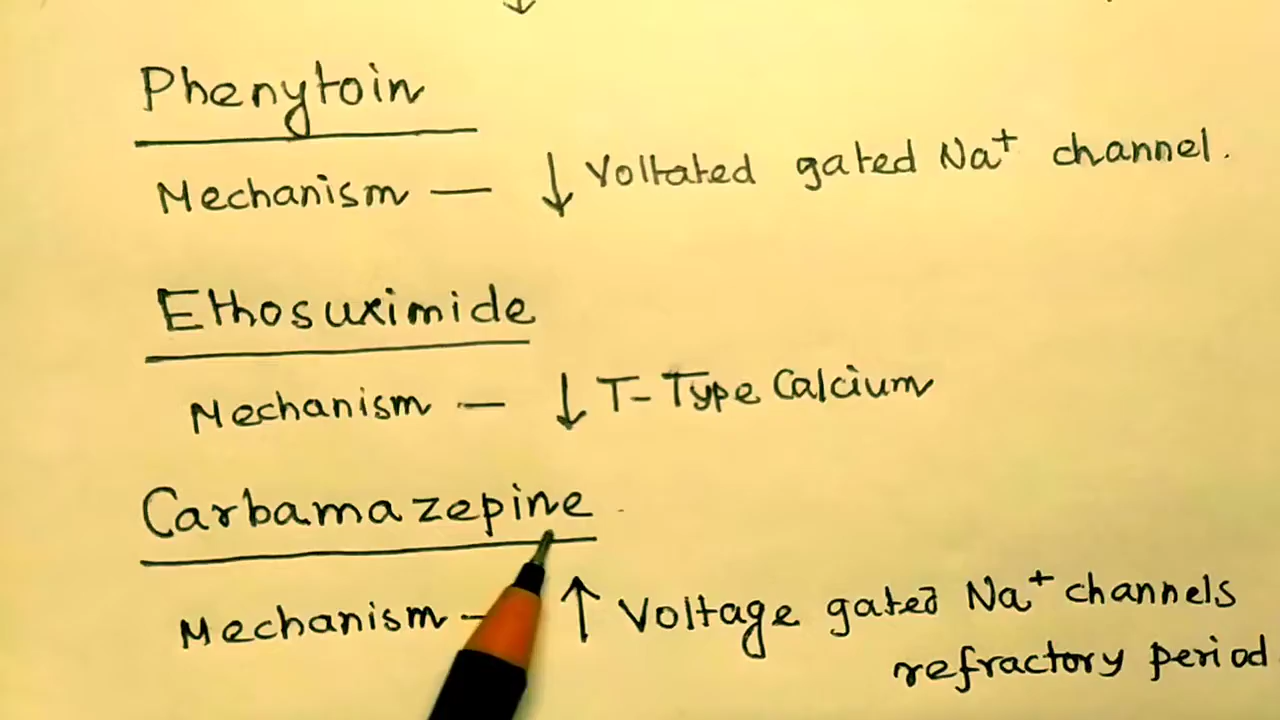 Phenytoin
Mechanism — ↓ Voltated gated Na⁺ channel.
Ethosuximide
Mechanism — ↓ T-Type Calcium
Carbamazepine
Mechanism - ↑ Voltage gated Na⁺ channels
refractory period.